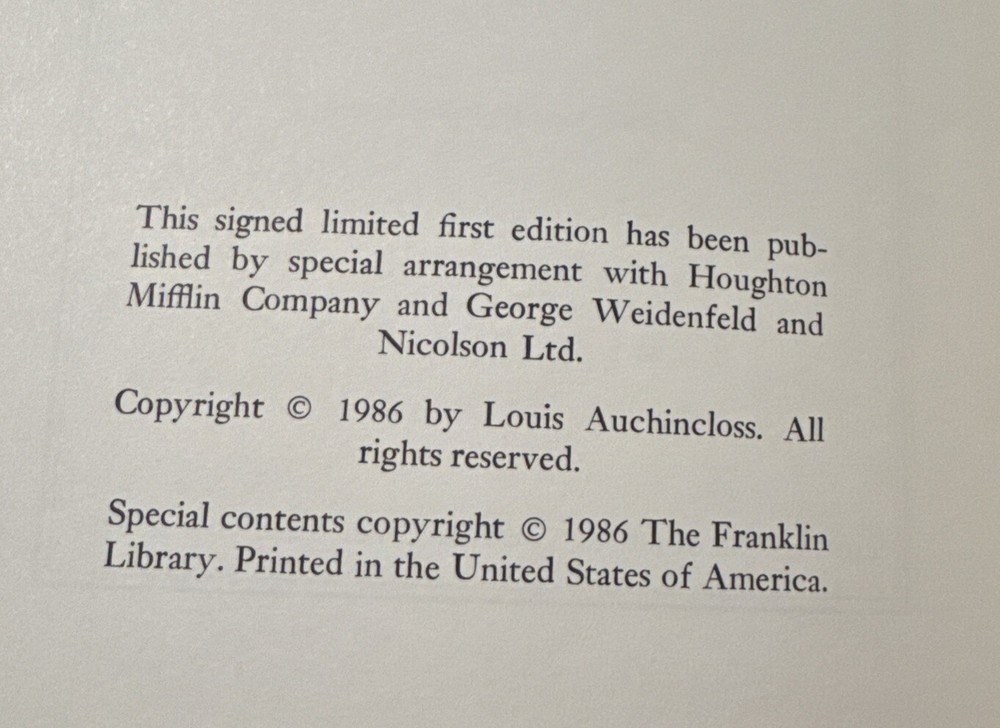 This signed limited first edition has been pub-
lished by special arrangement with Houghton
Mifflin Company and George Weidenfeld and
Nicolson Ltd.
Copyright © 1986 by Louis Auchincloss. All
rights reserved.
Special contents copyright © 1986 The Franklin
Library. Printed in the United States of America.